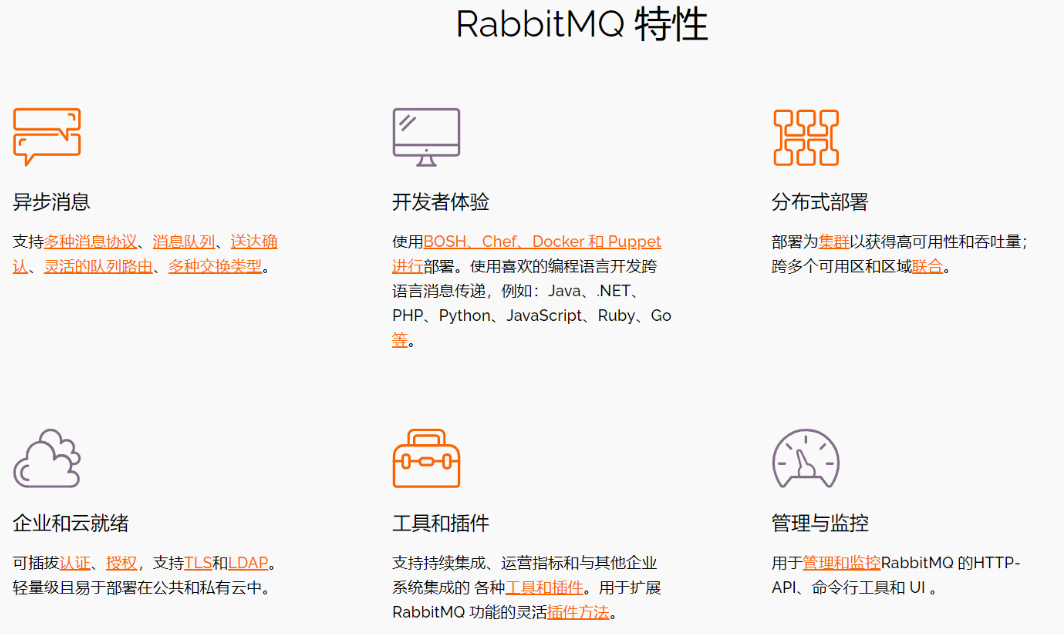 RabbitMQ 特性
异步消息
支持多种消息协议、消息队列、送达确
认、灵活的队列路由、多种交换类型。
开发者体验
使用BOSH、Chef、Docker 和 Puppet
进行部署。使用喜欢的编程语言开发跨
语言消息传递，例如：Java、.NET、
PHP、Python、JavaScript、Ruby、Go
等。
分布式部署
部署为集群以获得高可用性和吞吐量；
跨多个可用区和区域联合。
企业和云就绪
可插拔认证、授权，支持TLS和LDAP。
轻量级且易于部署在公共和私有云中。
工具和插件
支持持续集成、运营指标和与其他企业
系统集成的 各种工具和插件。用于扩展
RabbitMQ 功能的灵活插件方法。
管理与监控
用于管理和监控RabbitMQ 的HTTP-
API、命令行工具和 UI 。